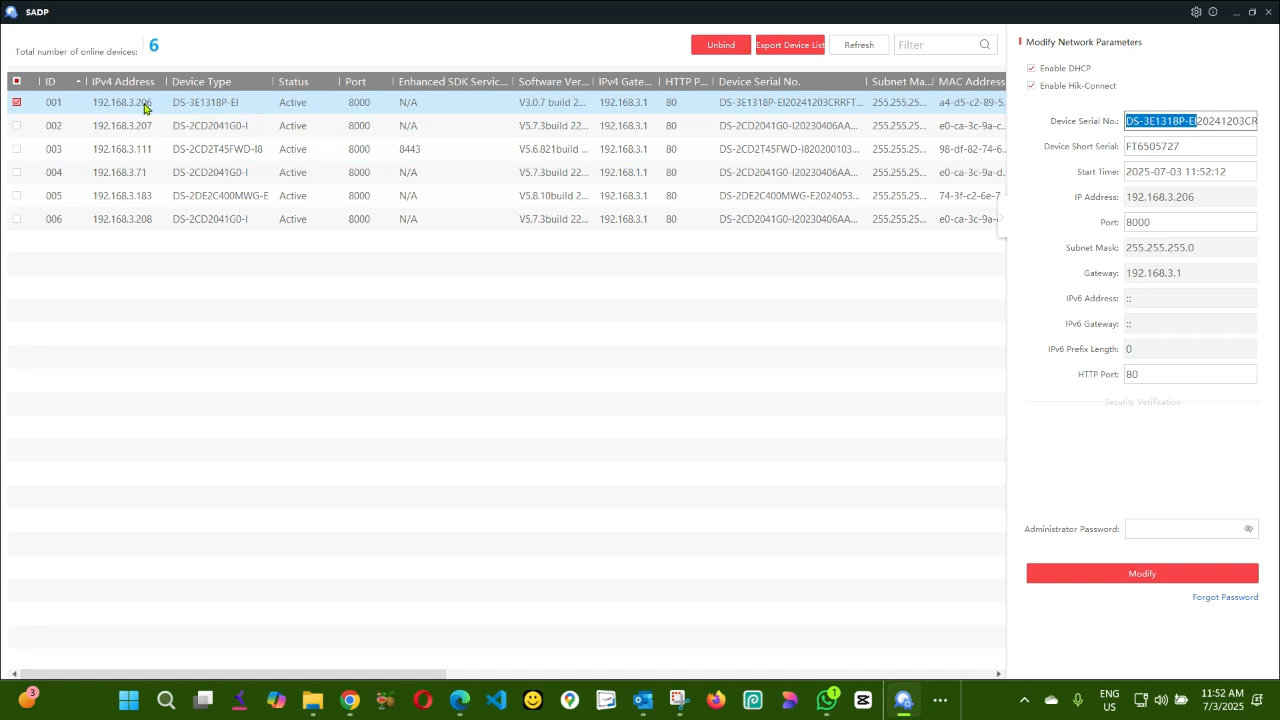 SADP
Total number of online devices: 6
Unbind
Export Device List
Refresh
Filter
ID IPv4 Address Device Type Status Port Enhanced SDK Servic... Software Ver... IPv4 Gate... HTTP P... Device Serial No. Subnet Ma... MAC Address
001 192.168.3.206 DS-3E1318P-EI Active 8000 N/A V3.0.7 build 2... 192.168.3.1 80 DS-3E1318P-EI20241203CRRFT... 255.255.25... a4-d5-c2-89-5...
002 192.168.3.207 DS-2CD2041G0-I Active 8000 N/A V5.7.3build 22... 192.168.3.1 80 DS-2CD2041G0-I20230406AA... 255.255.25... e0-ca-3c-9a-c...
003 192.168.3.111 DS-2CD2T45FWD-I8 Active 8000 8443 V5.6.821build ... 192.168.3.1 80 DS-2CD2T45FWD-I820200103... 255.255.25... 98-df-82-74-6...
004 192.168.3.71 DS-2CD2041G0-I Active 8000 N/A V5.7.3build 22... 192.168.1.1 80 DS-2CD2041G0-I20230406AA... 255.255.25... e0-ca-3c-9a-d...
005 192.168.3.183 DS-2DE2C400MWG-E Active 8000 N/A V5.8.10build 2... 192.168.3.1 80 DS-2DE2C400MWG-E2024053... 255.255.25... 74-3f-c2-6e-7...
006 192.168.3.208 DS-2CD2041G0-I Active 8000 N/A V5.7.3build 22... 192.168.3.1 80 DS-2CD2041G0-I20230406AA... 255.255.25... e0-ca-3c-9a-
Modify Network Parameters
Enable DHCP
Enable Hik-Connect
Device Serial No.: DS-3E1318P-EI20241203CR
Device Short Serial: FT6505727
Start Time: 2025-07-03 11:52:12
IP Address: 192.168.3.206
Port: 8000
Subnet Mask: 255.255.255.0
Gateway: 192.168.3.1
IPv6 Address: ::
IPv6 Gateway: ::
IPv6 Prefix Length: 0
HTTP Port: 80
Security Verification
Administrator Password:
Modify
Forgot Password
3
1
ENG
US
11:52 AM
7/3/2025